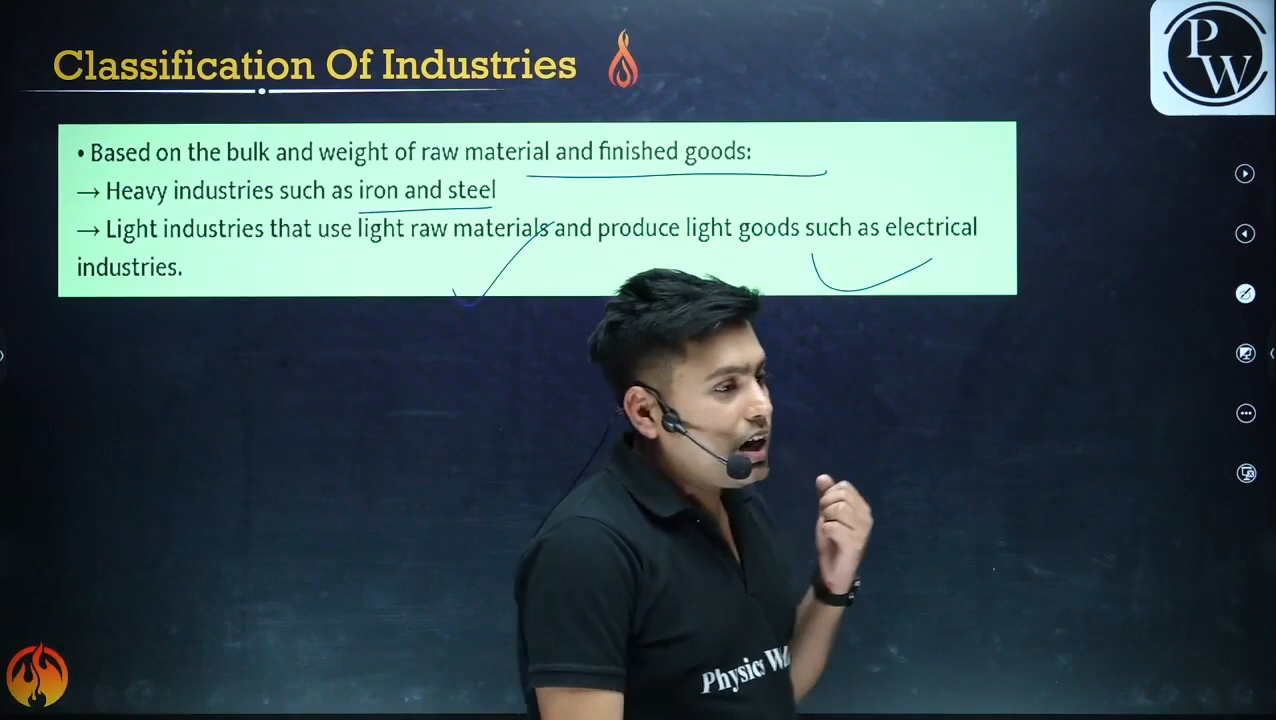 Classification Of Industries
PW
• Based on the bulk and weight of raw material and finished goods:
→ Heavy industries such as iron and steel
→ Light industries that use light raw materials and produce light goods such as electrical
industries.
Physics W